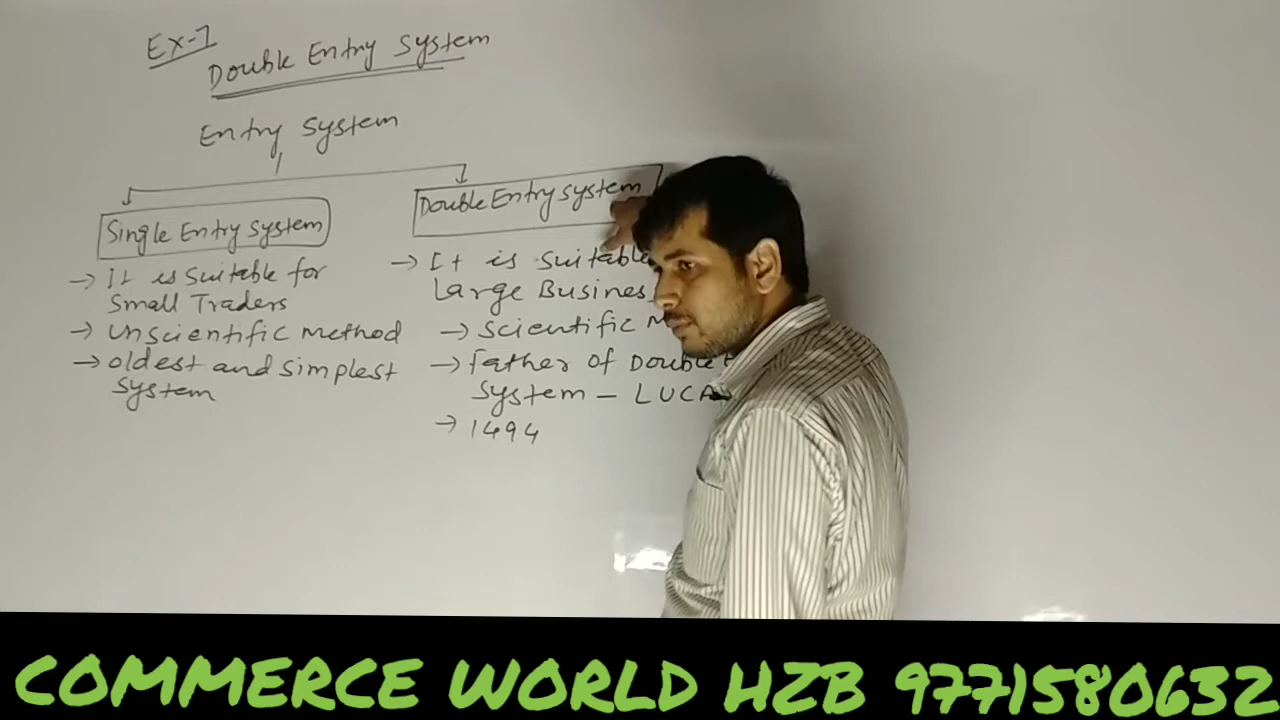 Ex-7
Double Entry System
Entry System
Single Entry System
→ It is suitable for
Small Traders
→ Unscientific method
→ oldest and simplest
System
Double Entry system
→ It is suitable
Large Busines
→ Scientific M
→ Father of Double E
System – LUCA
→ 1494
COMMERCE WORLD HZB 9771580632